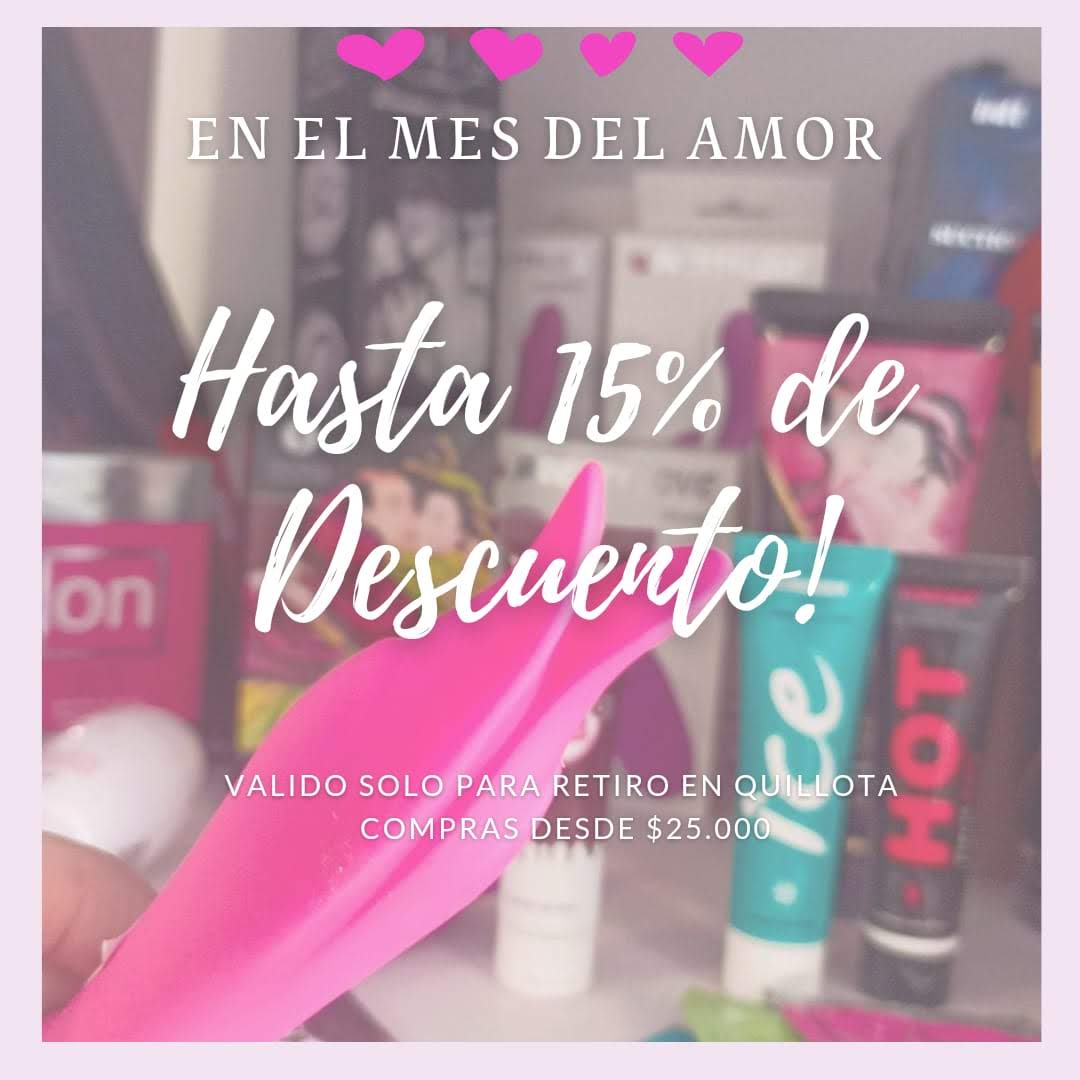 EN EL MES DEL AMOR
Hasta 15% de
Descuento!
VALIDO SOLO PARA RETIRO EN QUILLOTA
COMPRAS DESDE $25.000
lon
ICE
HOT